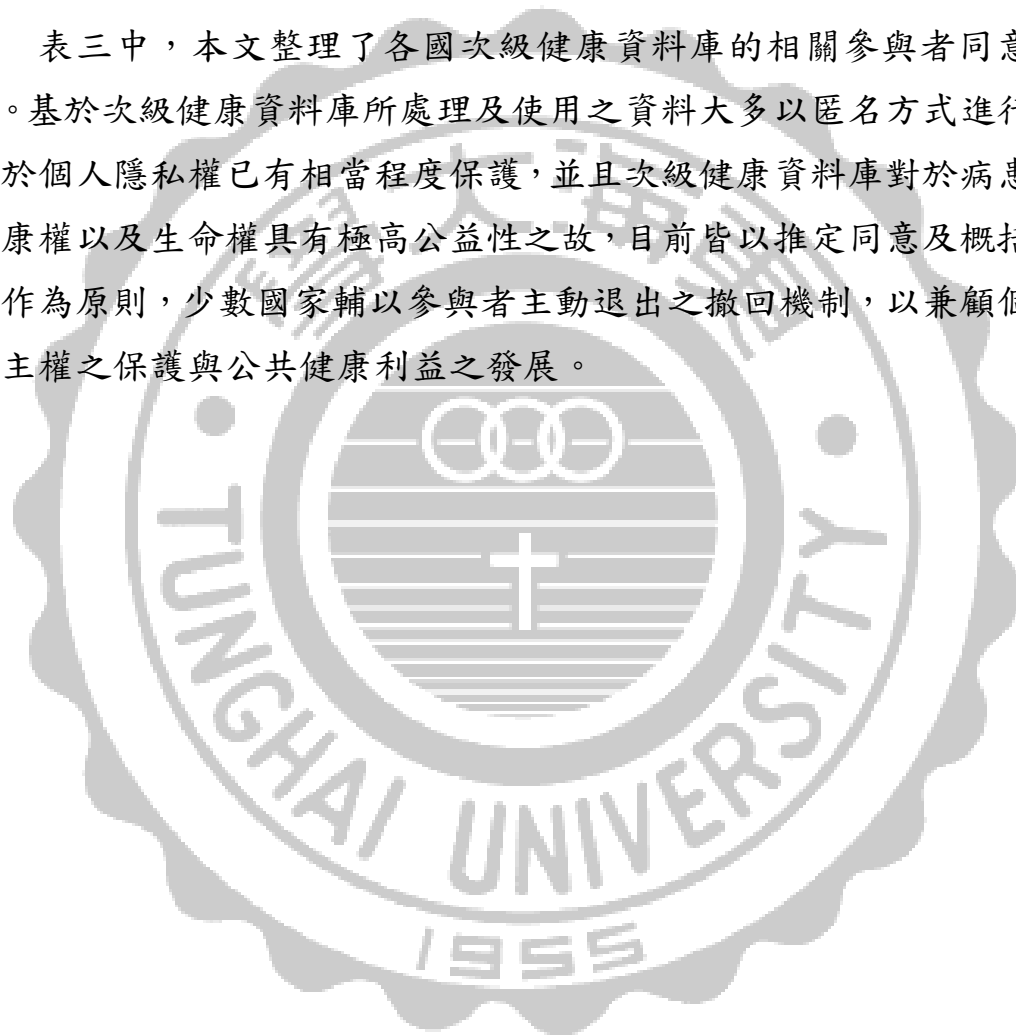 表三中，本文整理了各國次級健康資料庫的相關參與者同意
。基於次級健康資料庫所處理及使用之資料大多以匿名方式進行
於個人隱私權已有相當程度保護，並且次級健康資料庫對於病患
康權以及生命權具有極高公益性之故，目前皆以推定同意及概括
作為原則，少數國家輔以參與者主動退出之撤回機制，以兼顧個
主權之保護與公共健康利益之發展。
TUNGHAI UNIVERSITY
1955